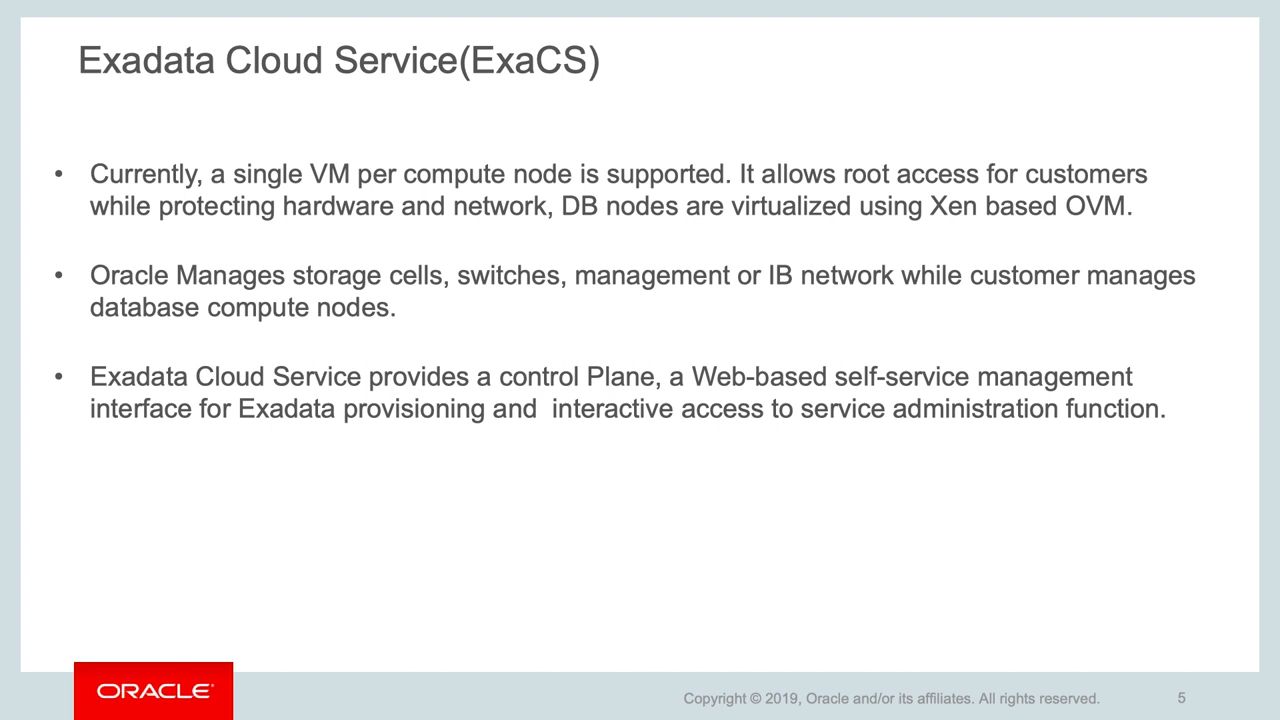 Exadata Cloud Service(ExaCS)
• Currently, a single VM per compute node is supported. It allows root access for customers
while protecting hardware and network, DB nodes are virtualized using Xen based OVM.
• Oracle Manages storage cells, switches, management or IB network while customer manages
database compute nodes.
• Exadata Cloud Service provides a control Plane, a Web-based self-service management
interface for Exadata provisioning and  interactive access to service administration function.
ORACLE®
Copyright © 2019, Oracle and/or its affiliates. All rights reserved.
5